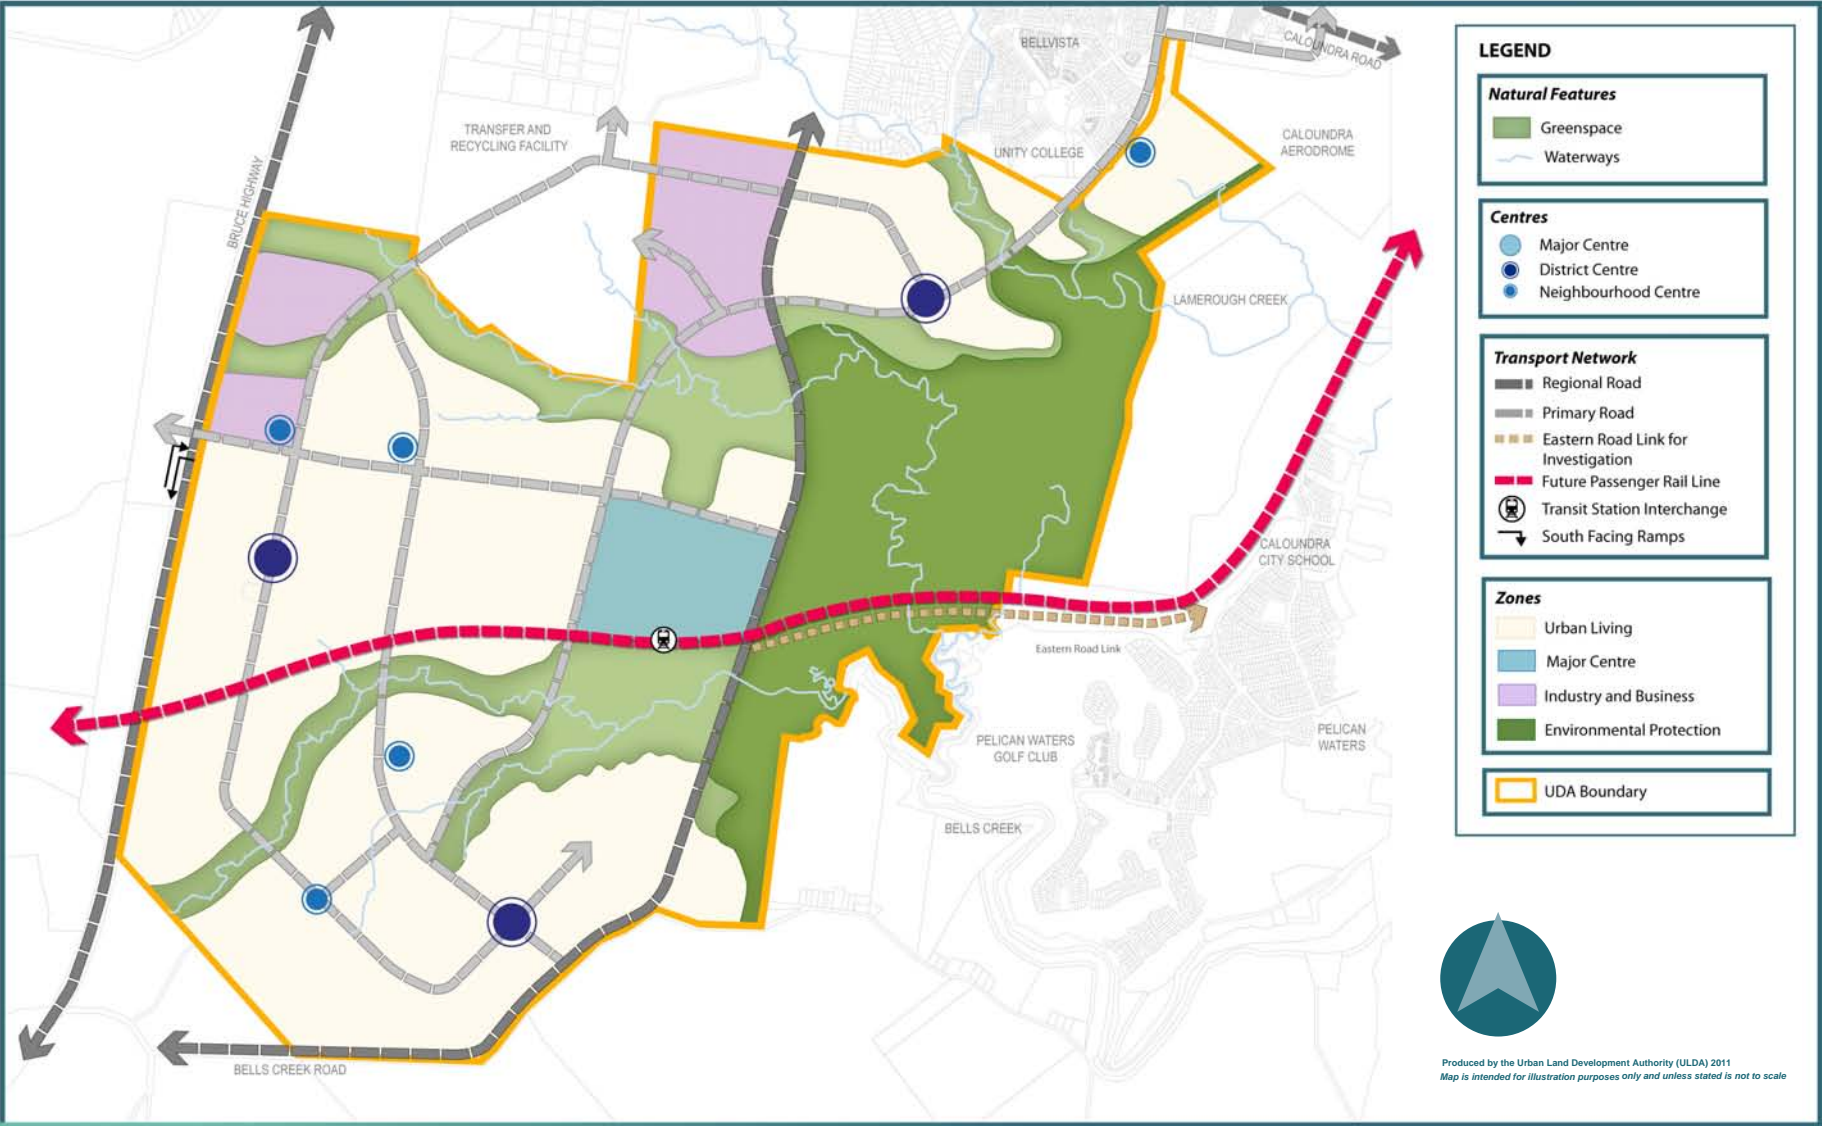 BELLVISTA
CALOUNDRA ROAD
TRANSFER AND
RECYCLING FACILITY
UNITY COLLEGE
CALOUNDRA
AERODROME
BRUCE HIGHWAY
LAMEROUGH CREEK
CALOUNDRA
CITY SCHOOL
Eastern Road Link
PELICAN WATERS
GOLF CLUB
PELICAN
WATERS
BELLS CREEK
BELLS CREEK ROAD
LEGEND
Natural Features
Greenspace
Waterways
Centres
Major Centre
District Centre
Neighbourhood Centre
Transport Network
Regional Road
Primary Road
Eastern Road Link for
Investigation
Future Passenger Rail Line
Transit Station Interchange
South Facing Ramps
Zones
Urban Living
Major Centre
Industry and Business
Environmental Protection
UDA Boundary
Produced by the Urban Land Development Authority (ULDA) 2011
Map is intended for illustration purposes only and unless stated is not to scale